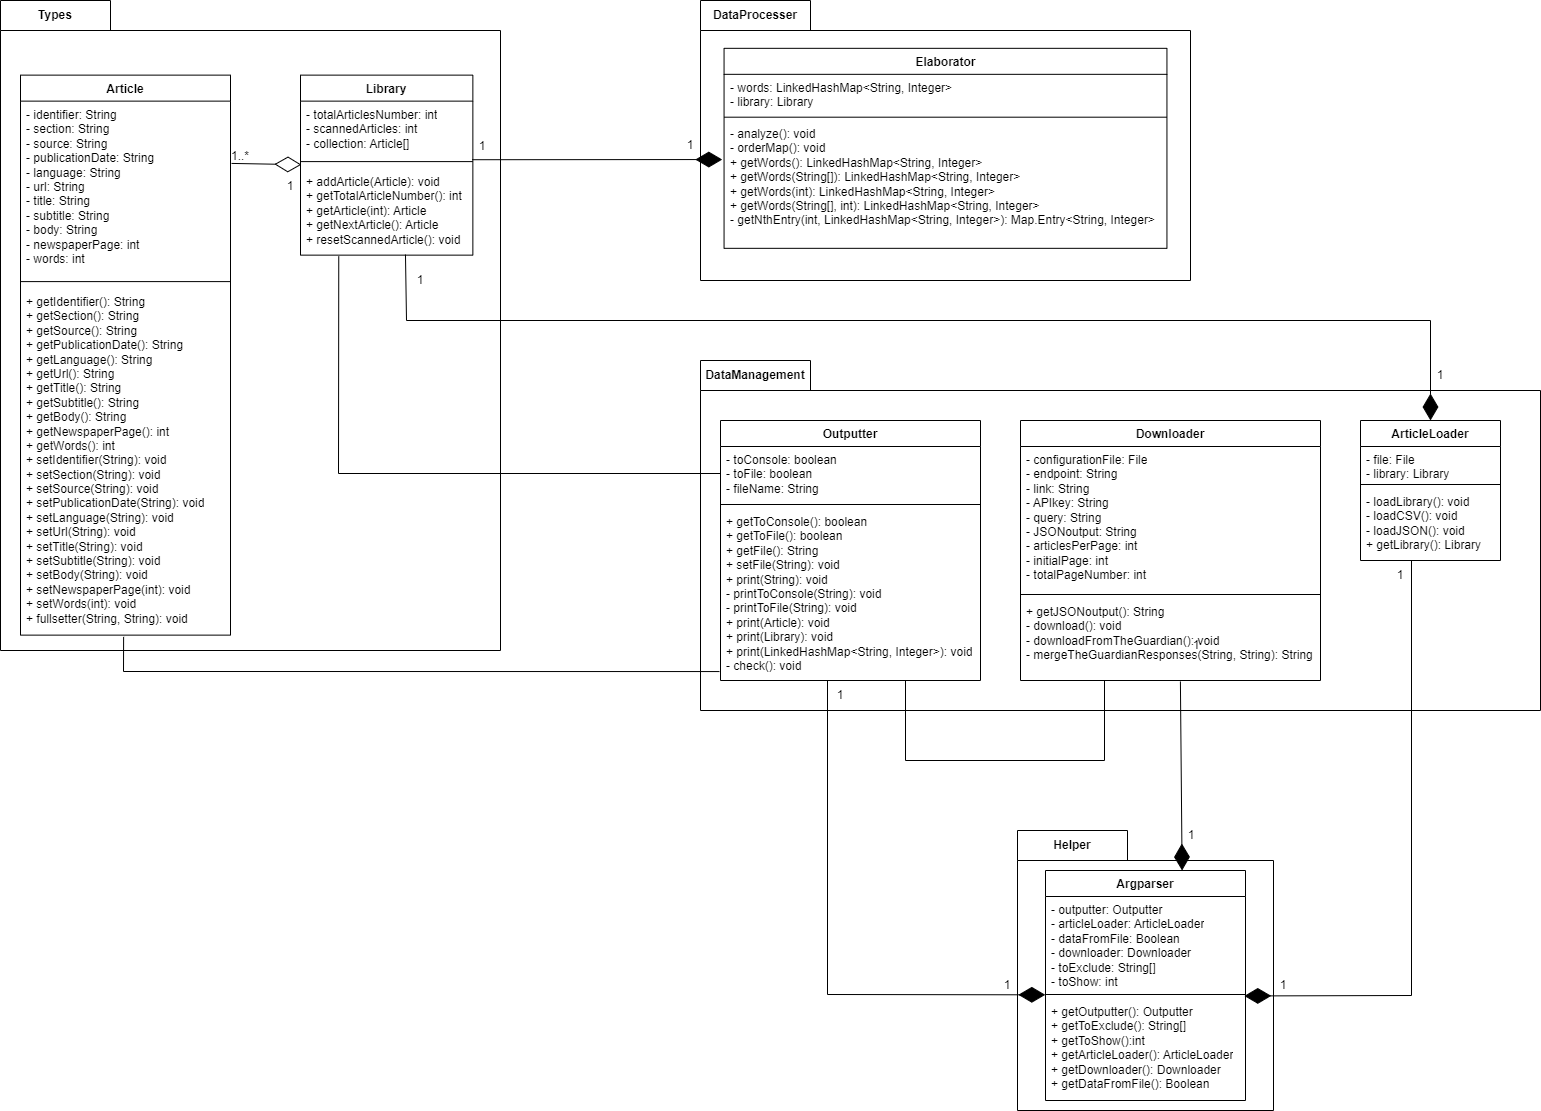 Types
Article
- identifier: String
- section: String
- source: String
- publicationDate: String
- language: String
- url: String
- title: String
- subtitle: String
- body: String
- newspaperPage: int
- words: int
+ getIdentifier(): String
+ getSection(): String
+ getSource(): String
+ getPublicationDate(): String
+ getLanguage(): String
+ getUrl(): String
+ getTitle(): String
+ getSubtitle(): String
+ getBody(): String
+ getNewspaperPage(): int
+ getWords(): int
+ setIdentifier(String): void
+ setSection(String): void
+ setSource(String): void
+ setPublicationDate(String): void
+ setLanguage(String): void
+ setUrl(String): void
+ setTitle(String): void
+ setSubtitle(String): void
+ setBody(String): void
+ setNewspaperPage(int): void
+ setWords(int): void
+ fullsetter(String, String): void
1..*
1
Library
- totalArticlesNumber: int
- scannedArticles: int
- collection: Article[]
+ addArticle(Article): void
+ getTotalArticleNumber(): int
+ getArticle(int): Article
+ getNextArticle(): Article
+ resetScannedArticle(): void
1
1
1
DataProcesser
Elaborator
- words: LinkedHashMap<String, Integer>
- library: Library
- analyze(): void
- orderMap(): void
+ getWords(): LinkedHashMap<String, Integer>
+ getWords(String[]): LinkedHashMap<String, Integer>
+ getWords(int): LinkedHashMap<String, Integer>
+ getWords(String[], int): LinkedHashMap<String, Integer>
- getNthEntry(int, LinkedHashMap<String, Integer>): Map.Entry<String, Integer>
DataManagement
Outputter
- toConsole: boolean
- toFile: boolean
- fileName: String
+ getToConsole(): boolean
+ getToFile(): boolean
+ getFile(): String
+ setFile(String): void
+ print(String): void
- printToConsole(String): void
- printToFile(String): void
+ print(Article): void
+ print(Library): void
+ print(LinkedHashMap<String, Integer>): void
- check(): void
1
Downloader
- configurationFile: File
- endpoint: String
- link: String
- APIkey: String
- query: String
- JSONoutput: String
- articlesPerPage: int
- initialPage: int
- totalPageNumber: int
+ getJSONoutput(): String
- download(): void
- downloadFromTheGuardian(): void
1
- mergeTheGuardianResponses(String, String): String
1
ArticleLoader
- file: File
- library: Library
- loadLibrary(): void
- loadCSV(): void
- loadJSON(): void
+ getLibrary(): Library
1
Helper
1
Argparser
- outputter: Outputter
- articleLoader: ArticleLoader
- dataFromFile: Boolean
- downloader: Downloader
- toExclude: String[]
- toShow: int
+ getOutputter(): Outputter
+ getToExclude(): String[]
+ getToShow():int
+ getArticleLoader(): ArticleLoader
+ getDownloader(): Downloader
+ getDataFromFile(): Boolean
1
1